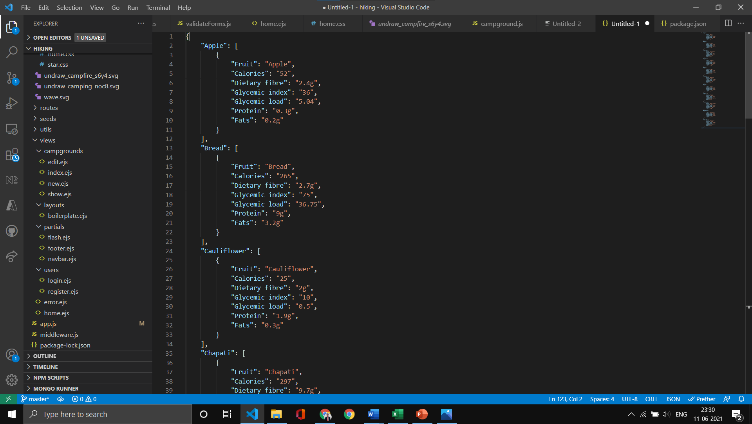 File Edit Selection View Go Run Terminal Help
● Untitled-1 - hiking - Visual Studio Code
EXPLORER
validateForms.js
home.ejs
home.css
undraw_campfire_s6y4.svg
campground.js
Untitled-2
Untitled-1
package.json
OPEN EDITORS 1 UNSAVED
HIKING
home.css
star.css
undraw_campfire_s6y4.svg
undraw_camping_noc8.svg
wave.svg
routes
seeds
utils
views
campgrounds
edit.ejs
index.ejs
new.ejs
show.ejs
layouts
boilerplate.ejs
partials
flash.ejs
footer.ejs
navbar.ejs
users
login.ejs
register.ejs
error.ejs
home.ejs
app.js M
middleware.js
package-lock.json
OUTLINE
TIMELINE
NPM SCRIPTS
MONGO RUNNER
1 {
2 "Apple": [
3 {
4 "Fruit": "Apple",
5 "Calories": "52",
6 "Dietary fibre": "2.4g",
7 "Glycemic index": "36",
8 "Glycemic load": "5.04",
9 "Protein": "0.3g",
10 "Fats": "0.2g"
11 }
12 ],
13 "Bread": [
14 {
15 "Fruit": "Bread",
16 "Calories": "265",
17 "Dietary fibre": "2.7g",
18 "Glycemic index": "75",
19 "Glycemic load": "36.75",
20 "Protein": "9g",
21 "Fats": "3.2g"
22 }
23 ],
24 "Cauliflower": [
25 {
26 "Fruit": "Cauliflower",
27 "Calories": "25",
28 "Dietary fibre": "2g",
29 "Glycemic index": "10",
30 "Glycemic load": "0.5",
31 "Protein": "1.9g",
32 "Fats": "0.3g"
33 }
34 ],
35 "Chapati": [
36 {
37 "Fruit": "Chapati",
38 "Calories": "297",
39 "Dietary fibre": "9.7g",
master* 0 0
Ln 123, Col 2 Spaces: 4 UTF-8 CRLF JSON Prettier
Type here to search
ENG
23:30
11-06-2021